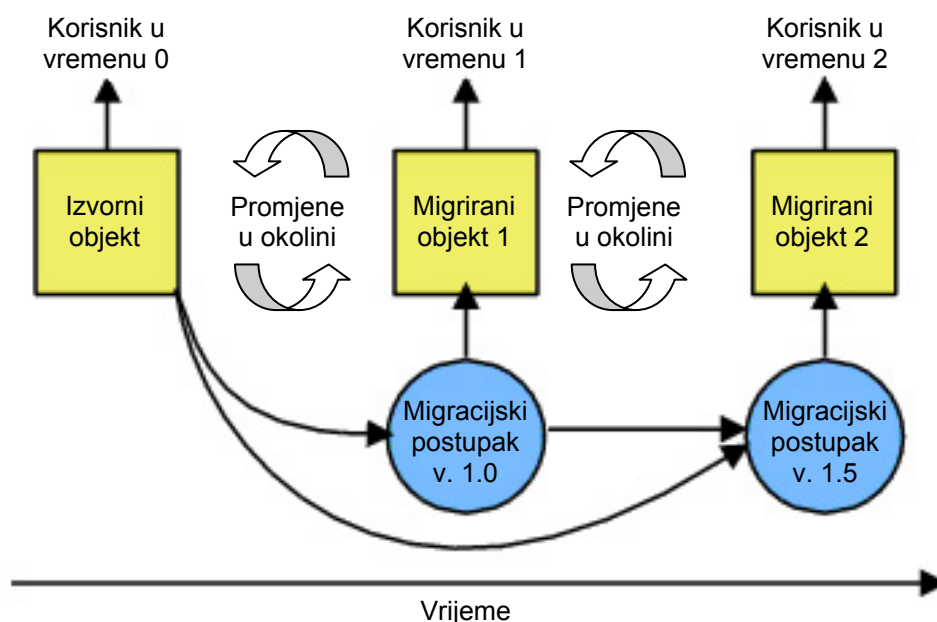 Korisnik u
vremenu 0
Korisnik u
vremenu 1
Korisnik u
vremenu 2
Izvorni
objekt
Promjene
u okolini
Migrirani
objekt 1
Promjene
u okolini
Migrirani
objekt 2
Migracijski
postupak
v. 1.0
Migracijski
postupak
v. 1.5
Vrijeme